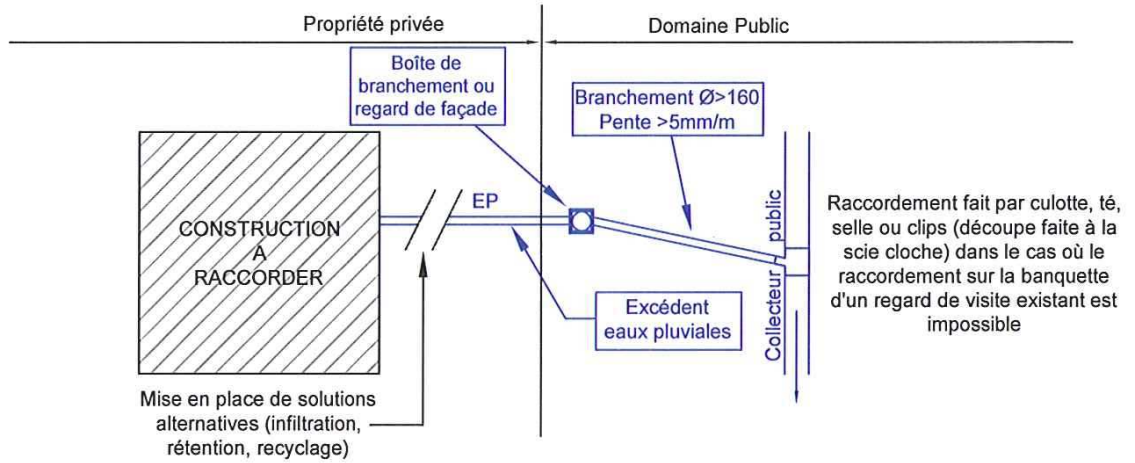 Propriété privée
Domaine Public
Boîte de
branchement ou
regard de façade
Branchement Ø>160
Pente >5mm/m
CONSTRUCTION
A
RACCORDER
EP
Collecteur public
Raccordement fait par culotte, té,
selle ou clips (découpe faite à la
scie cloche) dans le cas où le
raccordement sur la banquette
d'un regard de visite existant est
impossible
Excédent
eaux pluviales
Mise en place de solutions
alternatives (infiltration,
rétention, recyclage)